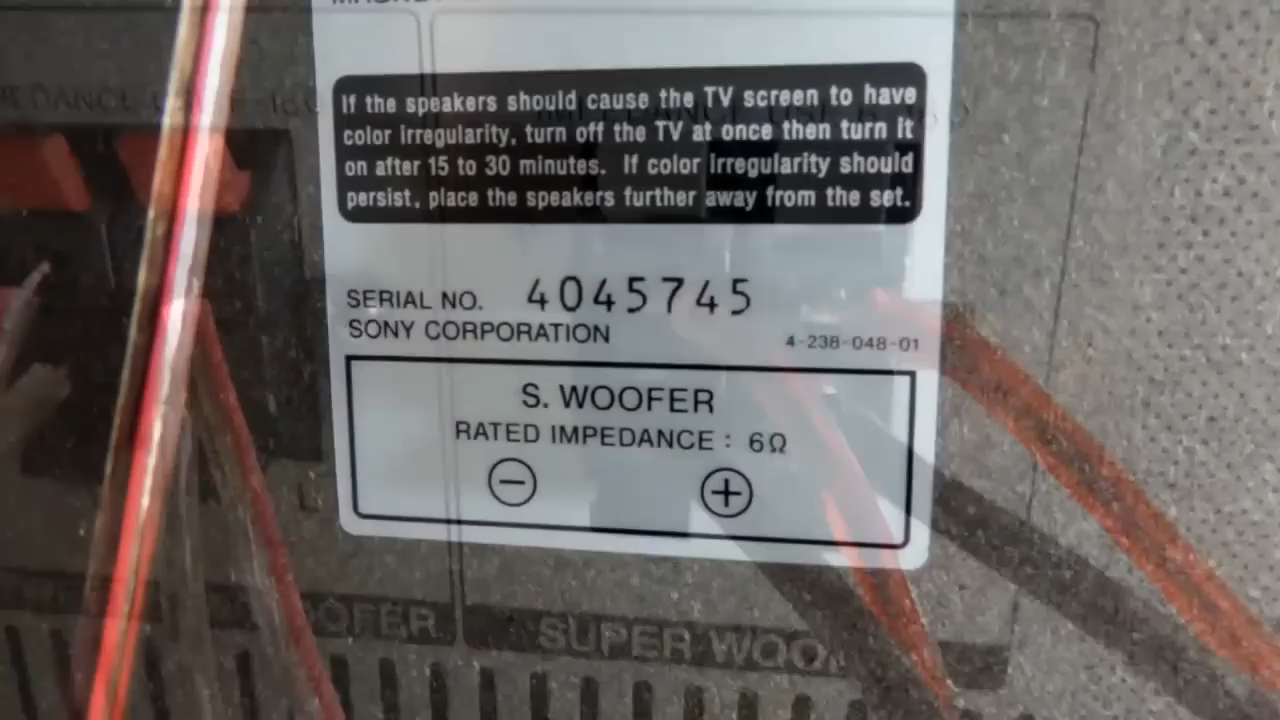 If the speakers should cause the TV screen to have
color irregularity, turn off the TV at once then turn it
on after 15 to 30 minutes. If color irregularity should
persist, place the speakers further away from the set.
SERIAL NO. 4045745
SONY CORPORATION 4-238-048-01
S. WOOFER
RATED IMPEDANCE : 6Ω
⊖ ⊕
SUPER